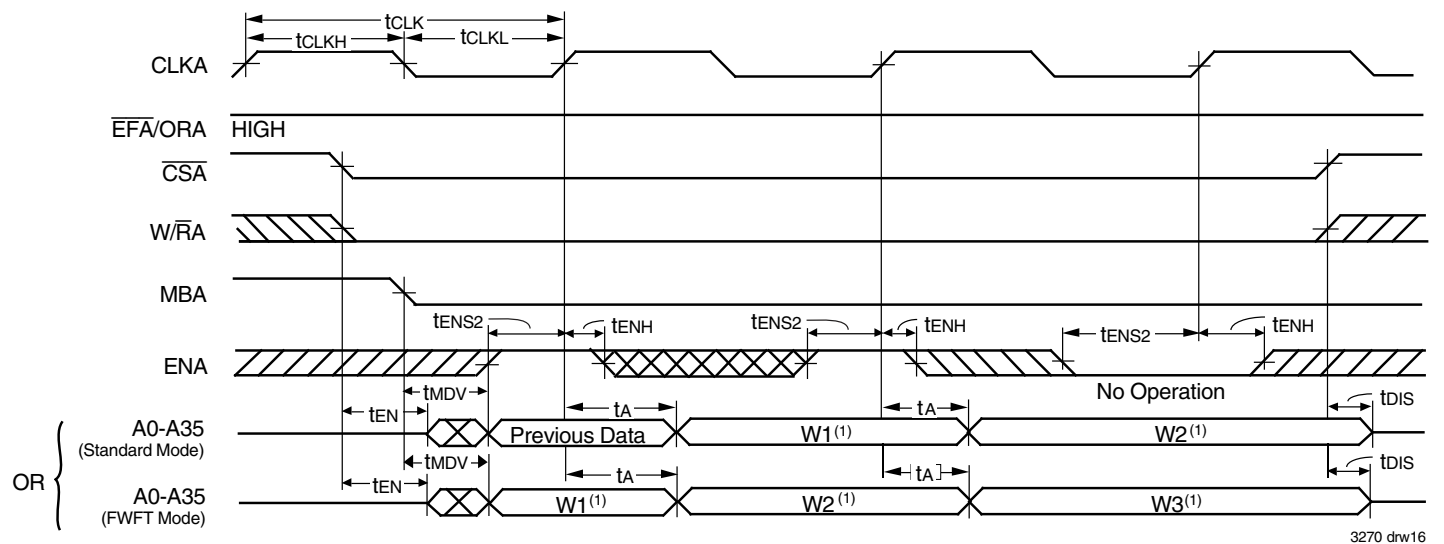 tCLK
tCLKH tCLKL
CLKA
EFA/ORA HIGH
CSA
W/RA
MBA
tENS2 tENH tENS2 tENH tENS2 tENH
ENA
No Operation
tMDV
tEN tA tA tDIS
A0-A35 Previous Data W1(1) W2(1)
(Standard Mode)
OR
tMDV tDIS
tEN tA tA
A0-A35 W1(1) W2(1) W3(1)
(FWFT Mode)
3270 drw16